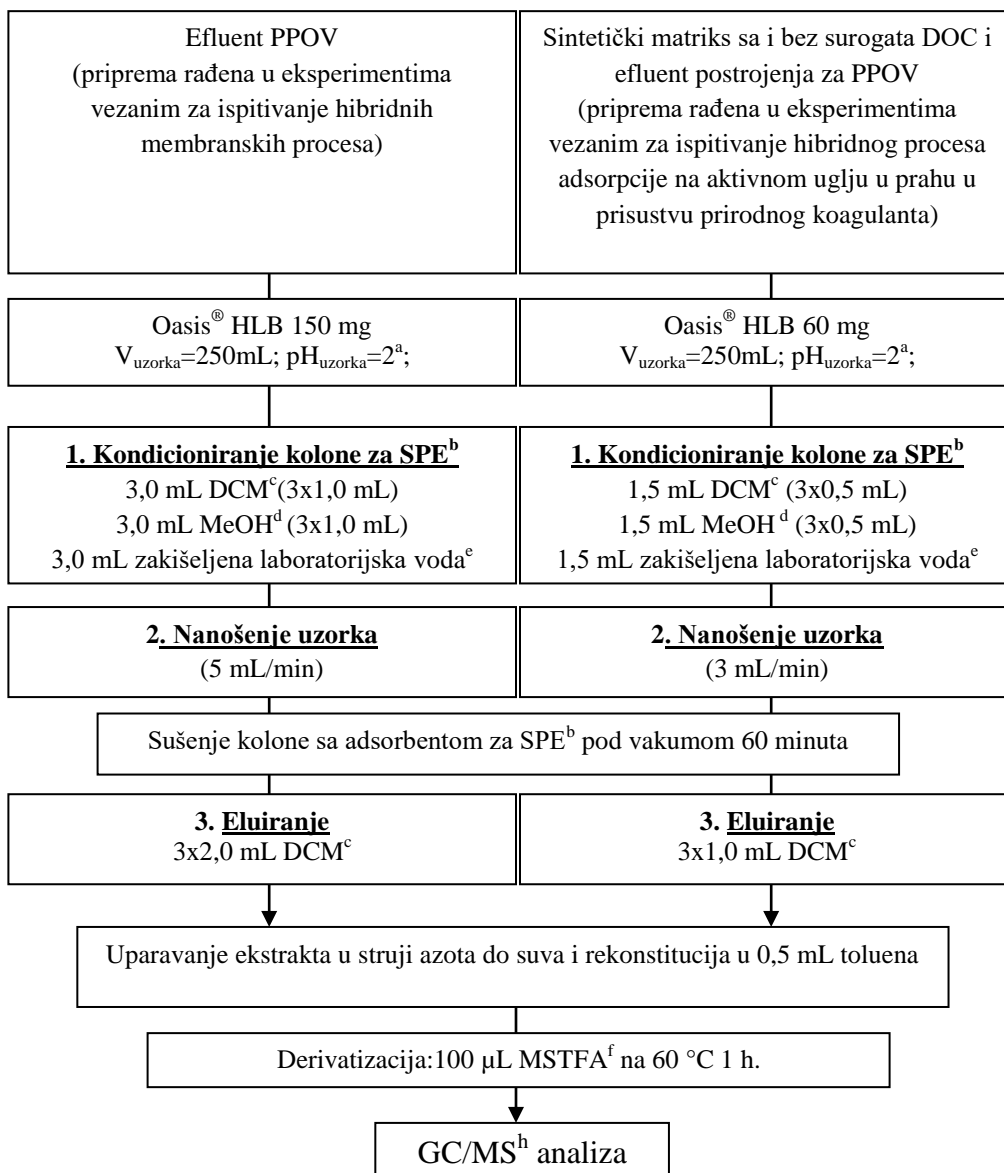 Efluent PPOV
(priprema rađena u eksperimentima
vezanim za ispitivanje hibridnih
membranskih procesa)
Sintetički matriks sa i bez surogata DOC i
efluent postrojenja za PPOV
(priprema rađena u eksperimentima
vezanim za ispitivanje hibridnog procesa
adsorpcije na aktivnom uglju u prahu u
prisustvu prirodnog koagulanta)
Oasis® HLB 150 mg
Vuzorka=250mL; pHuzorka=2a;
Oasis® HLB 60 mg
Vuzorka=250mL; pHuzorka=2a;
1. Kondicioniranje kolone za SPEb
3,0 mL DCMc(3x1,0 mL)
3,0 mL MeOHd (3x1,0 mL)
3,0 mL zakišeljena laboratorijska vodae
1. Kondicioniranje kolone za SPEb
1,5 mL DCMc (3x0,5 mL)
1,5 mL MeOH d (3x0,5 mL)
1,5 mL zakišeljena laboratorijska vodae
2. Nanošenje uzorka
(5 mL/min)
2. Nanošenje uzorka
(3 mL/min)
Sušenje kolone sa adsorbentom za SPEb pod vakumom 60 minuta
3. Eluiranje
3x2,0 mL DCMc
3. Eluiranje
3x1,0 mL DCMc
Uparavanje ekstrakta u struji azota do suva i rekonstitucija u 0,5 mL toluena
Derivatizacija:100 µL MSTFAf na 60 °C 1 h.
GC/MSh analiza